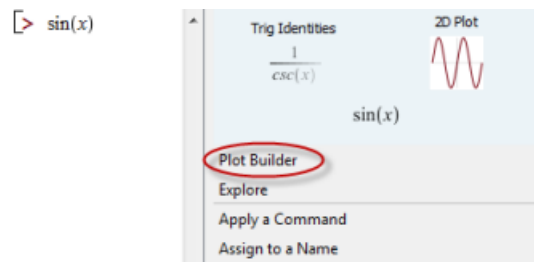 > sin(x)
Trig Identities
2D Plot
1
csc(x)
sin(x)
Plot Builder
Explore
Apply a Command
Assign to a Name